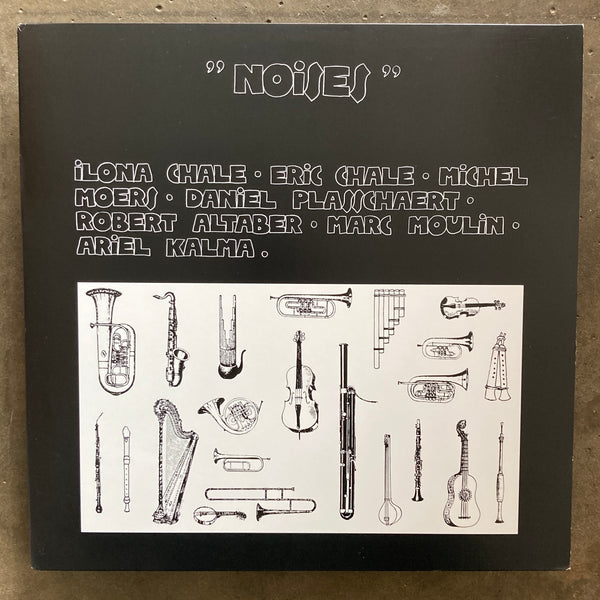 " NOiSES "
iLONA CHALE · ERiC CHALE · MiCHEL
MOERS · DANiEL PLASSCHAERT ·
ROBERT ALTABER · MARC MOULiN ·
ARiEL KALMA .